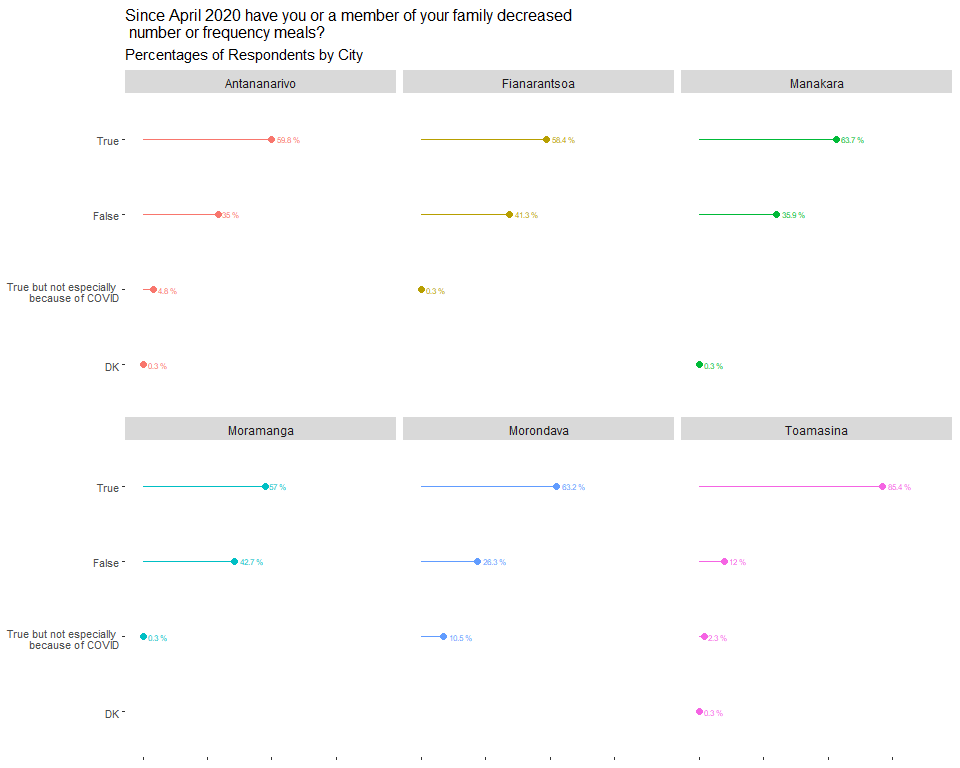 Since April 2020 have you or a member of your family decreased
number or frequency meals?
Percentages of Respondents by City
Antananarivo
Fianarantsoa
Manakara
True
59.8 %
58.4 %
63.7 %
False
35 %
41.3 %
35.9 %
True but not especially
because of COVID
4.8 %
0.3 %
DK
0.3 %
0.3 %
Moramanga
Morondava
Toamasina
True
57 %
63.2 %
85.4 %
False
42.7 %
26.3 %
12 %
True but not especially
because of COVID
0.3 %
10.5 %
2.3 %
DK
0.3 %